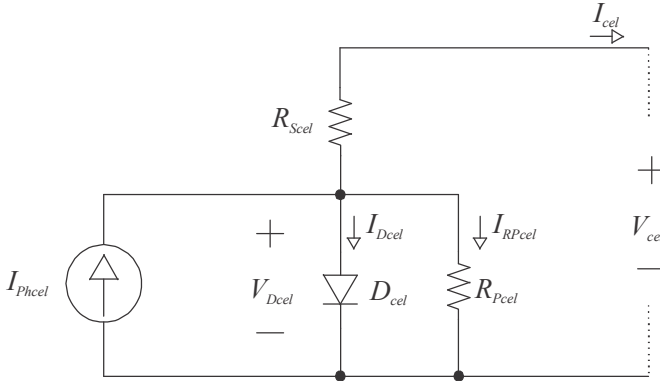 I_cel
R_Scel
+
I_Dcel
I_RPcel
+
I_Phcel
V_Dcel
D_cel
R_Pcel
V_ce
−
−